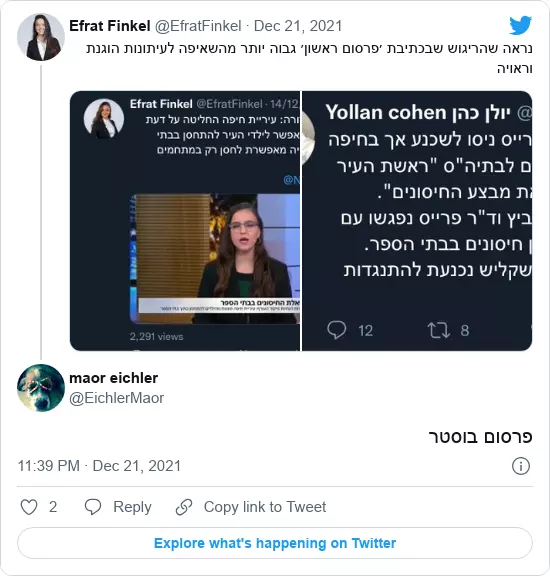 Efrat Finkel @EfratFinkel · Dec 21, 2021
נראה שהריגוש שבכתיבת ׳פרסום ראשון׳ גבוה יותר מהשאיפה לעיתונות הוגנת
וראויה
Efrat Finkel @EfratFinkel · 14/12
ורה: עיריית חיפה החליטה על דעת
אפשר לילדי העיר להתחסן בבתי
יה מאפשרת לחסן רק במתחמים
@N
אלת החיסונים בבתי הספר
2,291 views
יולן כהן Yollan cohen @
רייס ניסו לשכנע אך בחיפה
ם לבתיה"ס "ראשת העיר
ת מבצע החיסונים".
ביץ וד"ר פרייס נפגשו עם
ן חיסונים בבתי הספר.
שקליש נכנעת להתנגדות
12 8
maor eichler
@EichlerMaor
פרסום בוסטר
11:39 PM · Dec 21, 2021
2 Reply Copy link to Tweet
Explore what's happening on Twitter